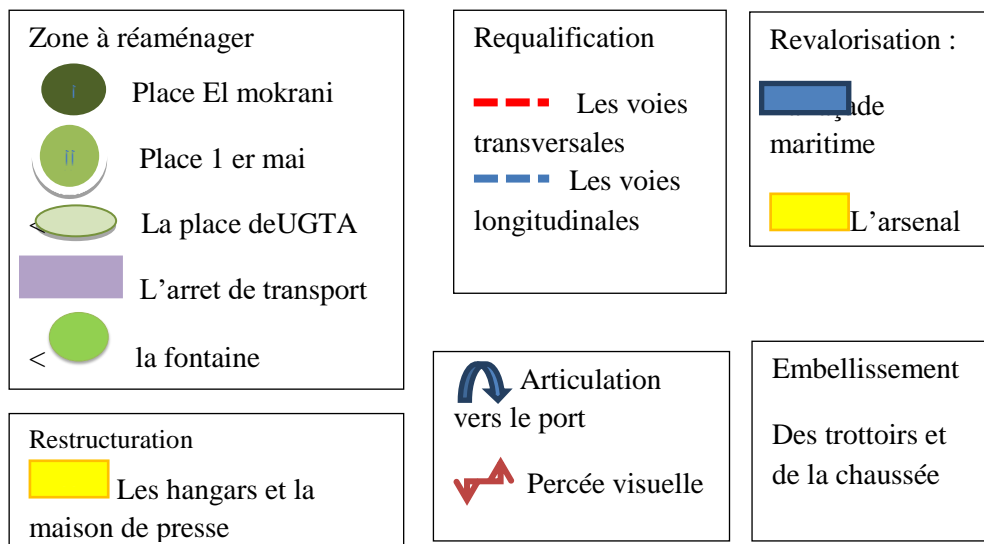 Zone à réaménager
Place El mokrani
Place 1 er mai
< La place deUGTA
L'arret de transport
< la fontaine
Restructuration
Les hangars et la
maison de presse
Requalification
Les voies
transversales
Les voies
longitudinales
Articulation
vers le port
Percée visuelle
Revalorisation :
maritime
L'arsenal
Embellissement
Des trottoirs et
de la chaussée